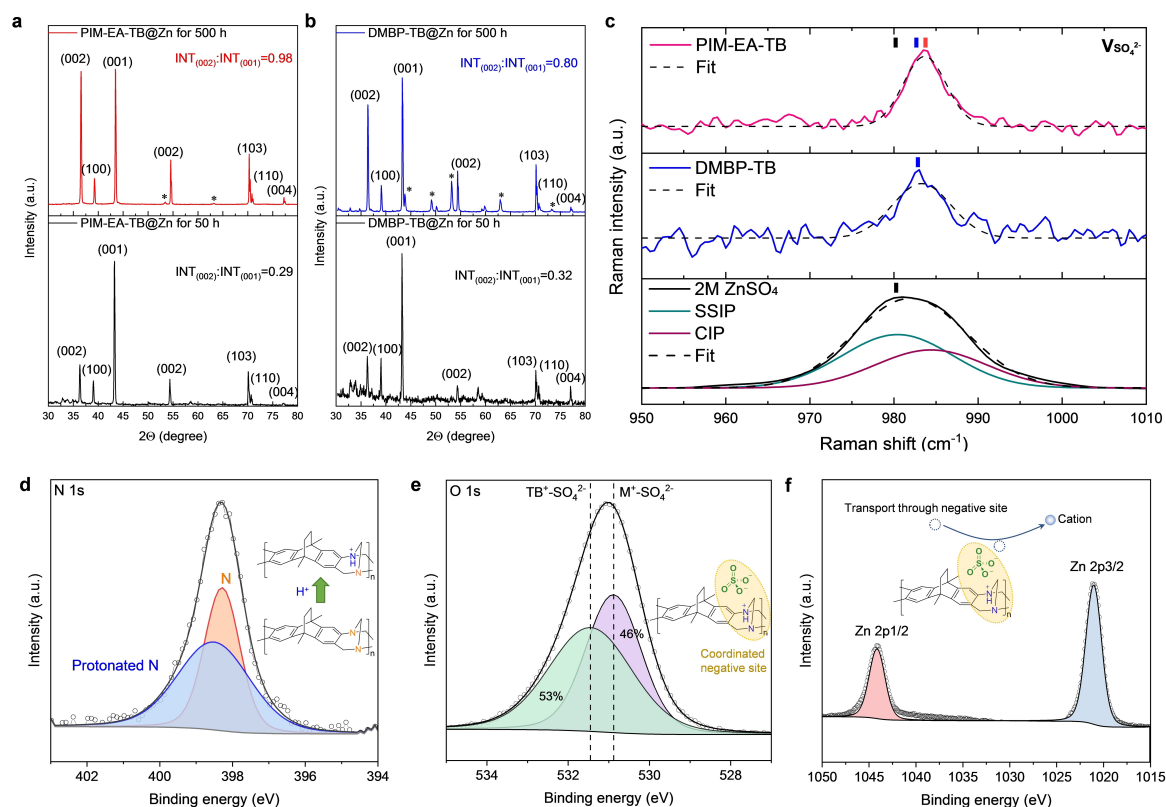 a
PIM-EA-TB@Zn for 500 h
INT(002):INT(001)=0.98
(002)
(001)
(100)
*
(002)
*
(103)
(110)
(004)
PIM-EA-TB@Zn for 50 h
INT(002):INT(001)=0.29
(001)
(002)
(100)
(002)
(103)
(110)
(004)
30 35 40 45 50 55 60 65 70 75 80
2Θ (degree)
Intensity (a.u.)
b
DMBP-TB@Zn for 500 h
INT(002):INT(001)=0.80
(002)
(001)
(100)
*
*
*
(002)
*
(103)
(110)
(004)
*
DMBP-TB@Zn for 50 h
INT(002):INT(001)=0.32
(001)
(002)
(100)
(002)
(103)
(110)
(004)
30 35 40 45 50 55 60 65 70 75 80
2Θ (degree)
Intensity (a.u.)
c
PIM-EA-TB
Fit
VSO₄²⁻
DMBP-TB
Fit
2M ZnSO₄
SSIP
CIP
Fit
950 960 970 980 990 1000 1010
Raman shift (cm⁻¹)
Raman intensity (a.u.)
d
N 1s
N
Protonated N
H⁺
N
+
NH
n
N
N
n
402 400 398 396 394
Binding energy (eV)
Intensity (a.u.)
e
O 1s
TB⁺-SO₄²⁻
M⁺-SO₄²⁻
53%
46%
O
O
S
O⁻
O⁻
+
NH
N
n
Coordinated
negative site
534 532 530 528
Binding energy (eV)
Intensity (a.u.)
f
Transport through negative site
Cation
O
O
S
O⁻
O⁻
+
NH
N
n
Zn 2p1/2
Zn 2p3/2
1050 1045 1040 1035 1030 1025 1020 1015
Binding energy (eV)
Intensity (a.u.)